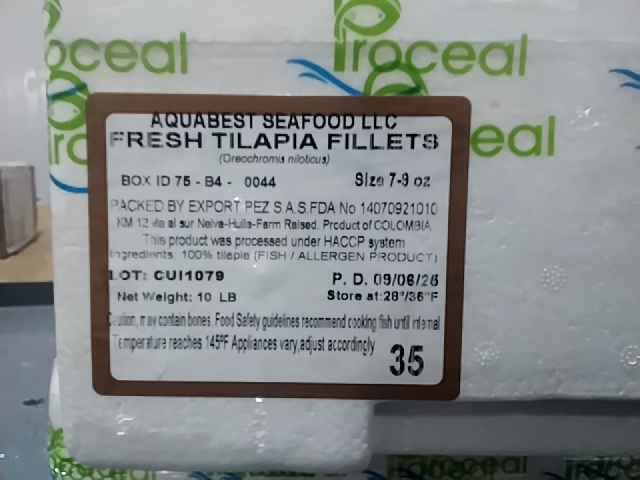 oceal
Proceal
eal
AQUABEST SEAFOOD LLC
FRESH TILAPIA FILLETS
(Oreochromis niloticus)
BOX ID 75 - B4 - 0044
Size 7-9 oz
PACKED BY EXPORT PEZ S.A.S.FDA No 14070921010
KM 12 via al sur Neiva-Huila-Farm Raised. Product of COLOMBIA
This product was processed under HACCP system
Ingredients: 100% tilapia (FISH / ALLERGEN PRODUCT)
LOT: CUI1079
P. D. 09/06/26
Net Weight: 10 LB
Store at:28°/36°F
Caution, may contain bones. Food Safety guidelines recommend cooking fish until internal
Temperature reaches 145°F Appliances vary,adjust accordingly
35
Proceal